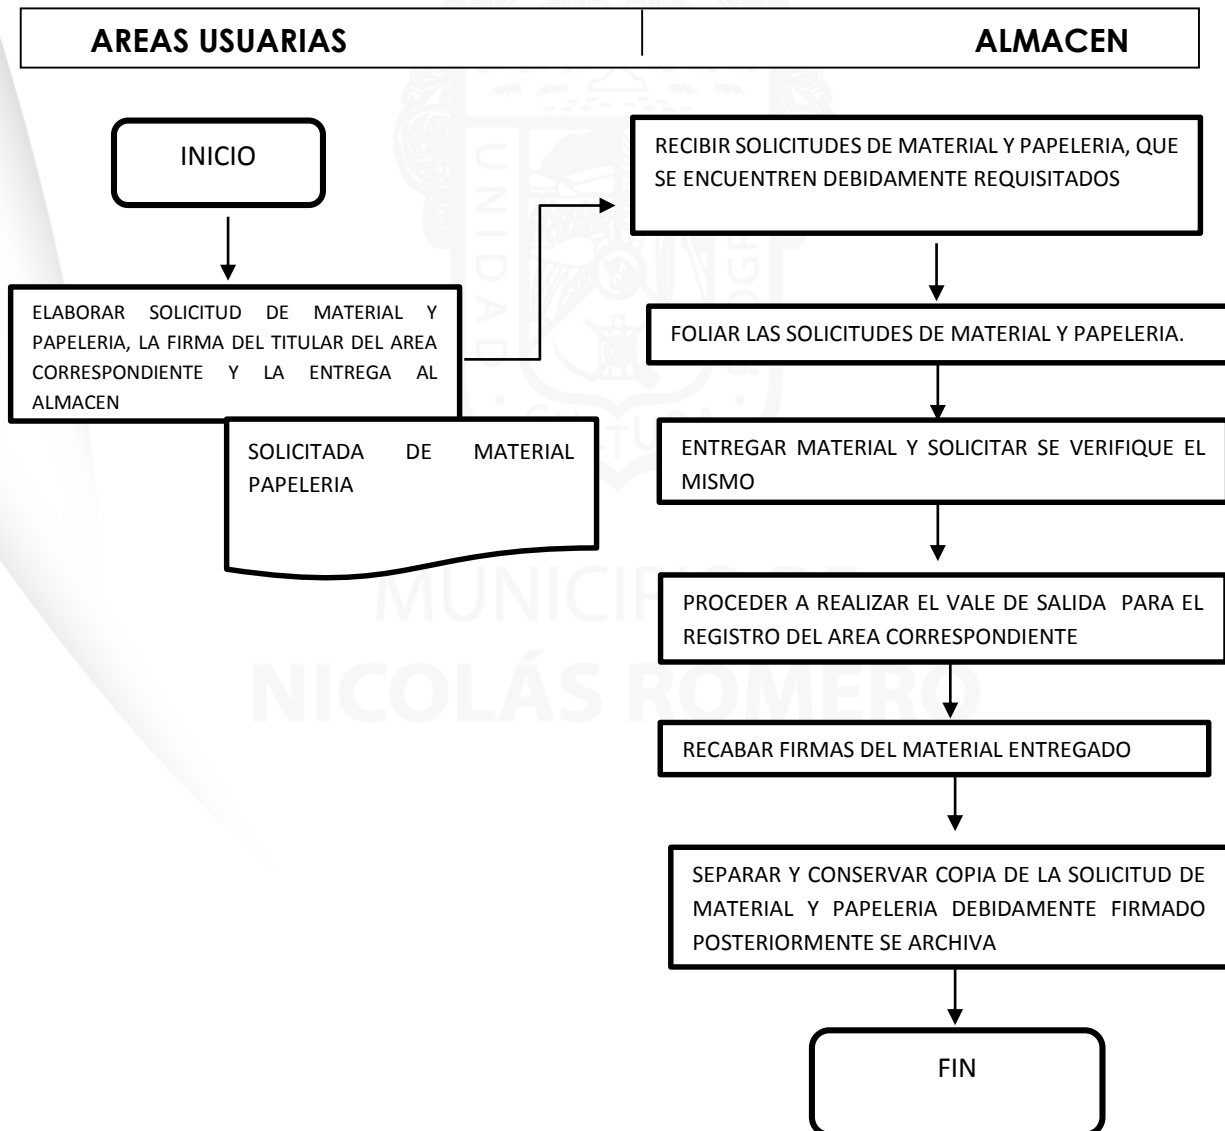 AREAS USUARIAS
ALMACEN
INICIO
ELABORAR SOLICITUD DE MATERIAL Y
PAPELERIA, LA FIRMA DEL TITULAR DEL AREA
CORRESPONDIENTE Y LA ENTREGA AL
ALMACEN
SOLICITADA DE MATERIAL
PAPELERIA
RECIBIR SOLICITUDES DE MATERIAL Y PAPELERIA, QUE
SE ENCUENTREN DEBIDAMENTE REQUISITADOS
FOLIAR LAS SOLICITUDES DE MATERIAL Y PAPELERIA.
ENTREGAR MATERIAL Y SOLICITAR SE VERIFIQUE EL
MISMO
PROCEDER A REALIZAR EL VALE DE SALIDA PARA EL
REGISTRO DEL AREA CORRESPONDIENTE
RECABAR FIRMAS DEL MATERIAL ENTREGADO
SEPARAR Y CONSERVAR COPIA DE LA SOLICITUD DE
MATERIAL Y PAPELERIA DEBIDAMENTE FIRMADO
POSTERIORMENTE SE ARCHIVA
FIN
UNIDAD
MUNICIPIO DE
NICOLÁS ROMERO